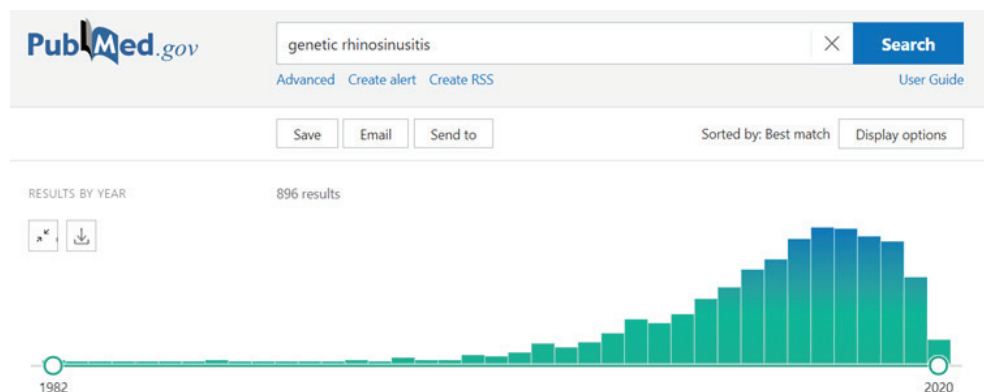 PubMed.gov
genetic rhinosinusitis
Search
Advanced Create alert Create RSS
User Guide
Save Email Send to
Sorted by: Best match Display options
RESULTS BY YEAR
896 results
1982
2020